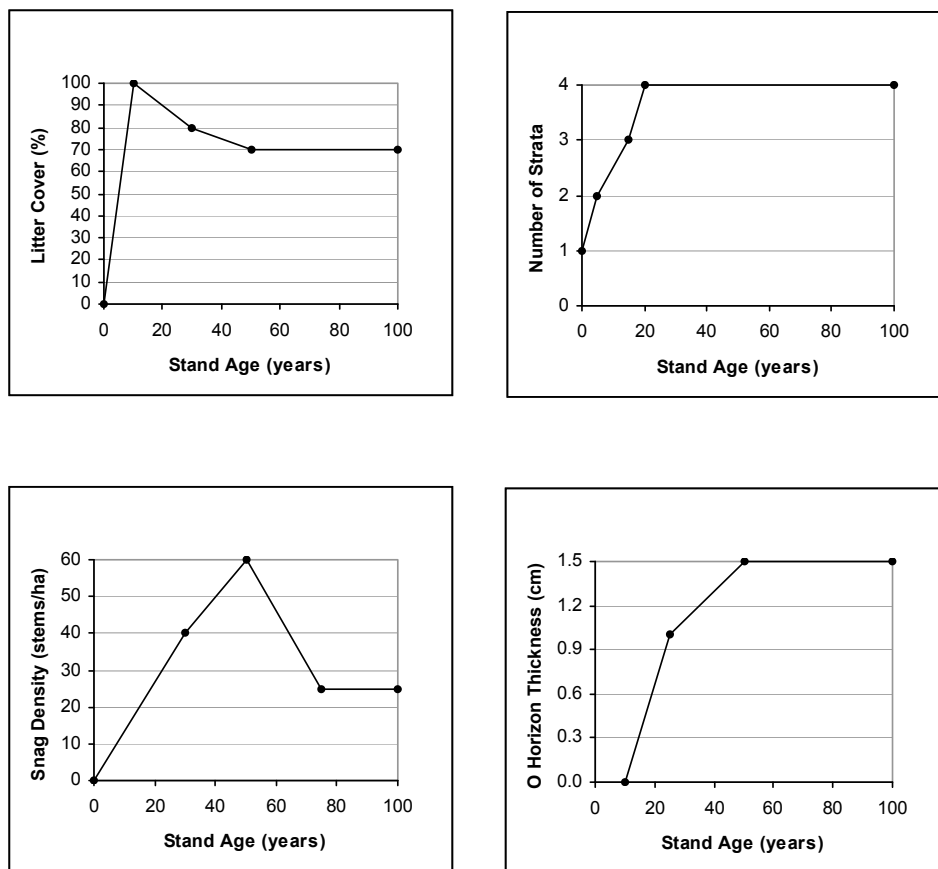 Litter Cover (%)
100
90
80
70
60
50
40
30
20
10
0
0 20 40 60 80 100
Stand Age (years)
Number of Strata
4
3
2
1
0
0 20 40 60 80 100
Stand Age (years)
Snag Density (stems/ha)
60
50
40
30
20
10
0
0 20 40 60 80 100
Stand Age (years)
O Horizon Thickness (cm)
1.5
1.2
0.9
0.6
0.3
0.0
0 20 40 60 80 100
Stand Age (years)